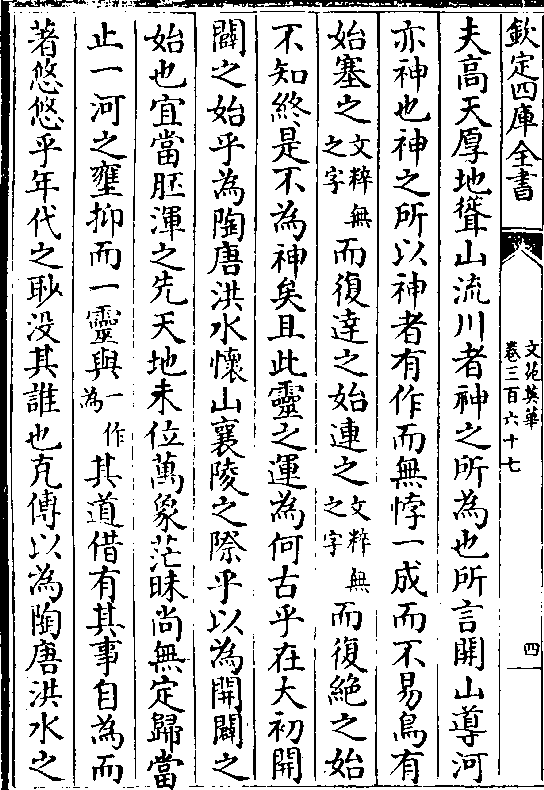 欽定四庫全書
文苑英華
卷三百六十七
四
夫高天厚地聳山流川者神之所為也所言開山導河
亦神也神之所以神者有作而無悖一成而不易烏有
始塞之文粹無之字而復達之始連之文粹無之字而復絶之始
不知終是不為神矣且此靈之運為何古乎在大初開
闢之始乎為陶唐洪水懷山襄陵之際乎以為開闢之
始也宜當胚渾之先天地未位萬象茫昧尚無定歸當
止一河之壅抑而一靈與一作為其道借有其事自為而
著悠悠乎年代之眇没其誰也克傳以為陶唐洪水之